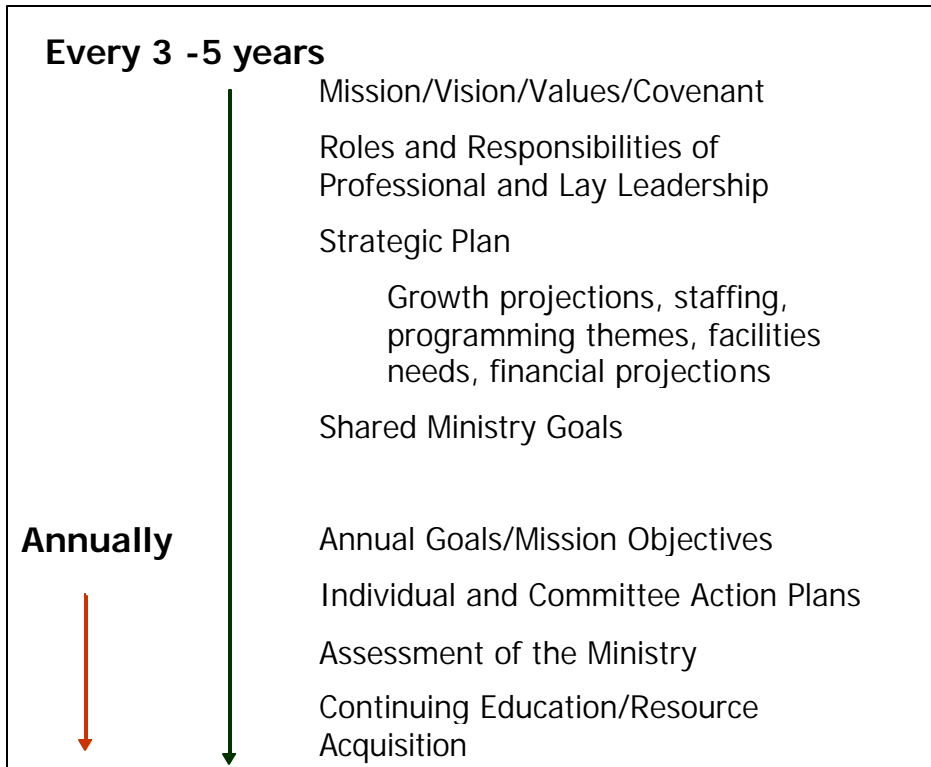 Every 3 -5 years
Mission/Vision/Values/Covenant
Roles and Responsibilities of
Professional and Lay Leadership
Strategic Plan
Growth projections, staffing,
programming themes, facilities
needs, financial projections
Shared Ministry Goals
Annually
Annual Goals/Mission Objectives
Individual and Committee Action Plans
Assessment of the Ministry
Continuing Education/Resource
Acquisition